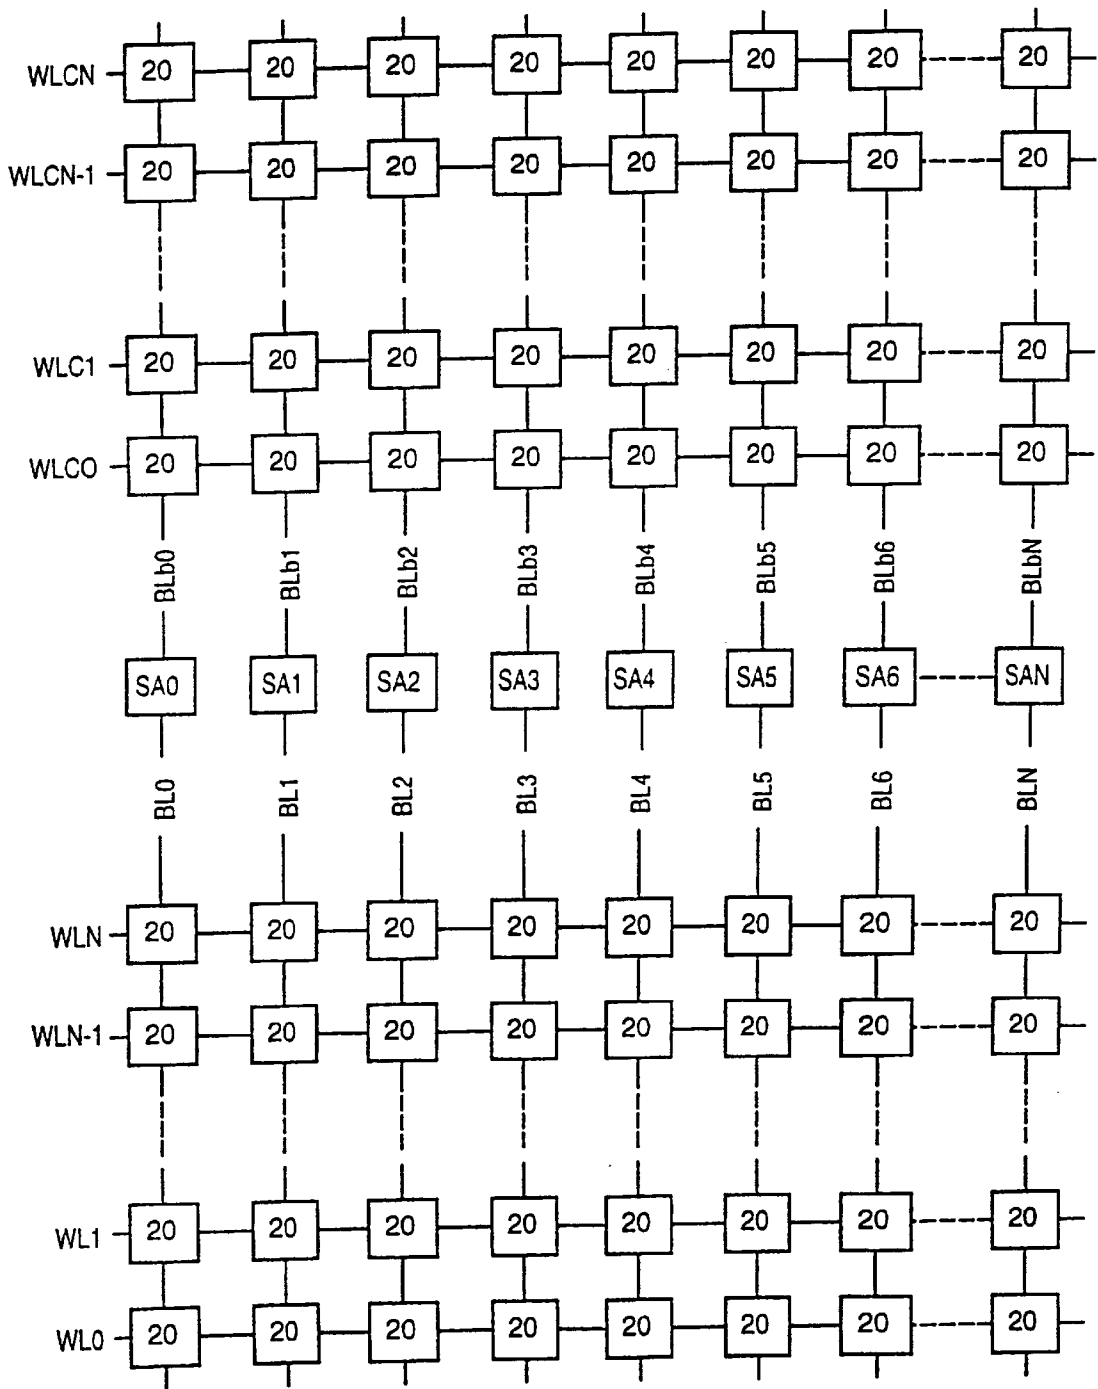 WLCN 20 20 20 20 20 20 20 20
WLCN-1 20 20 20 20 20 20 20 20
WLC1 20 20 20 20 20 20 20 20
WLCO 20 20 20 20 20 20 20 20
BLb0 BLb1 BLb2 BLb3 BLb4 BLb5 BLb6 BLbN
SA0 SA1 SA2 SA3 SA4 SA5 SA6 SAN
BL0 BL1 BL2 BL3 BL4 BL5 BL6 BLN
WLN 20 20 20 20 20 20 20 20
WLN-1 20 20 20 20 20 20 20 20
WL1 20 20 20 20 20 20 20 20
WL0 20 20 20 20 20 20 20 20